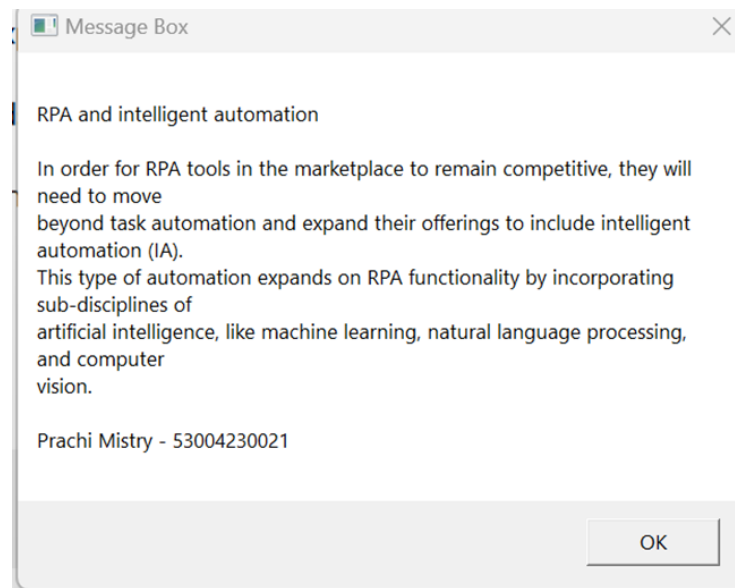 Message Box
RPA and intelligent automation
In order for RPA tools in the marketplace to remain competitive, they will
need to move
beyond task automation and expand their offerings to include intelligent
automation (IA).
This type of automation expands on RPA functionality by incorporating
sub-disciplines of
artificial intelligence, like machine learning, natural language processing,
and computer
vision.
Prachi Mistry - 53004230021
OK